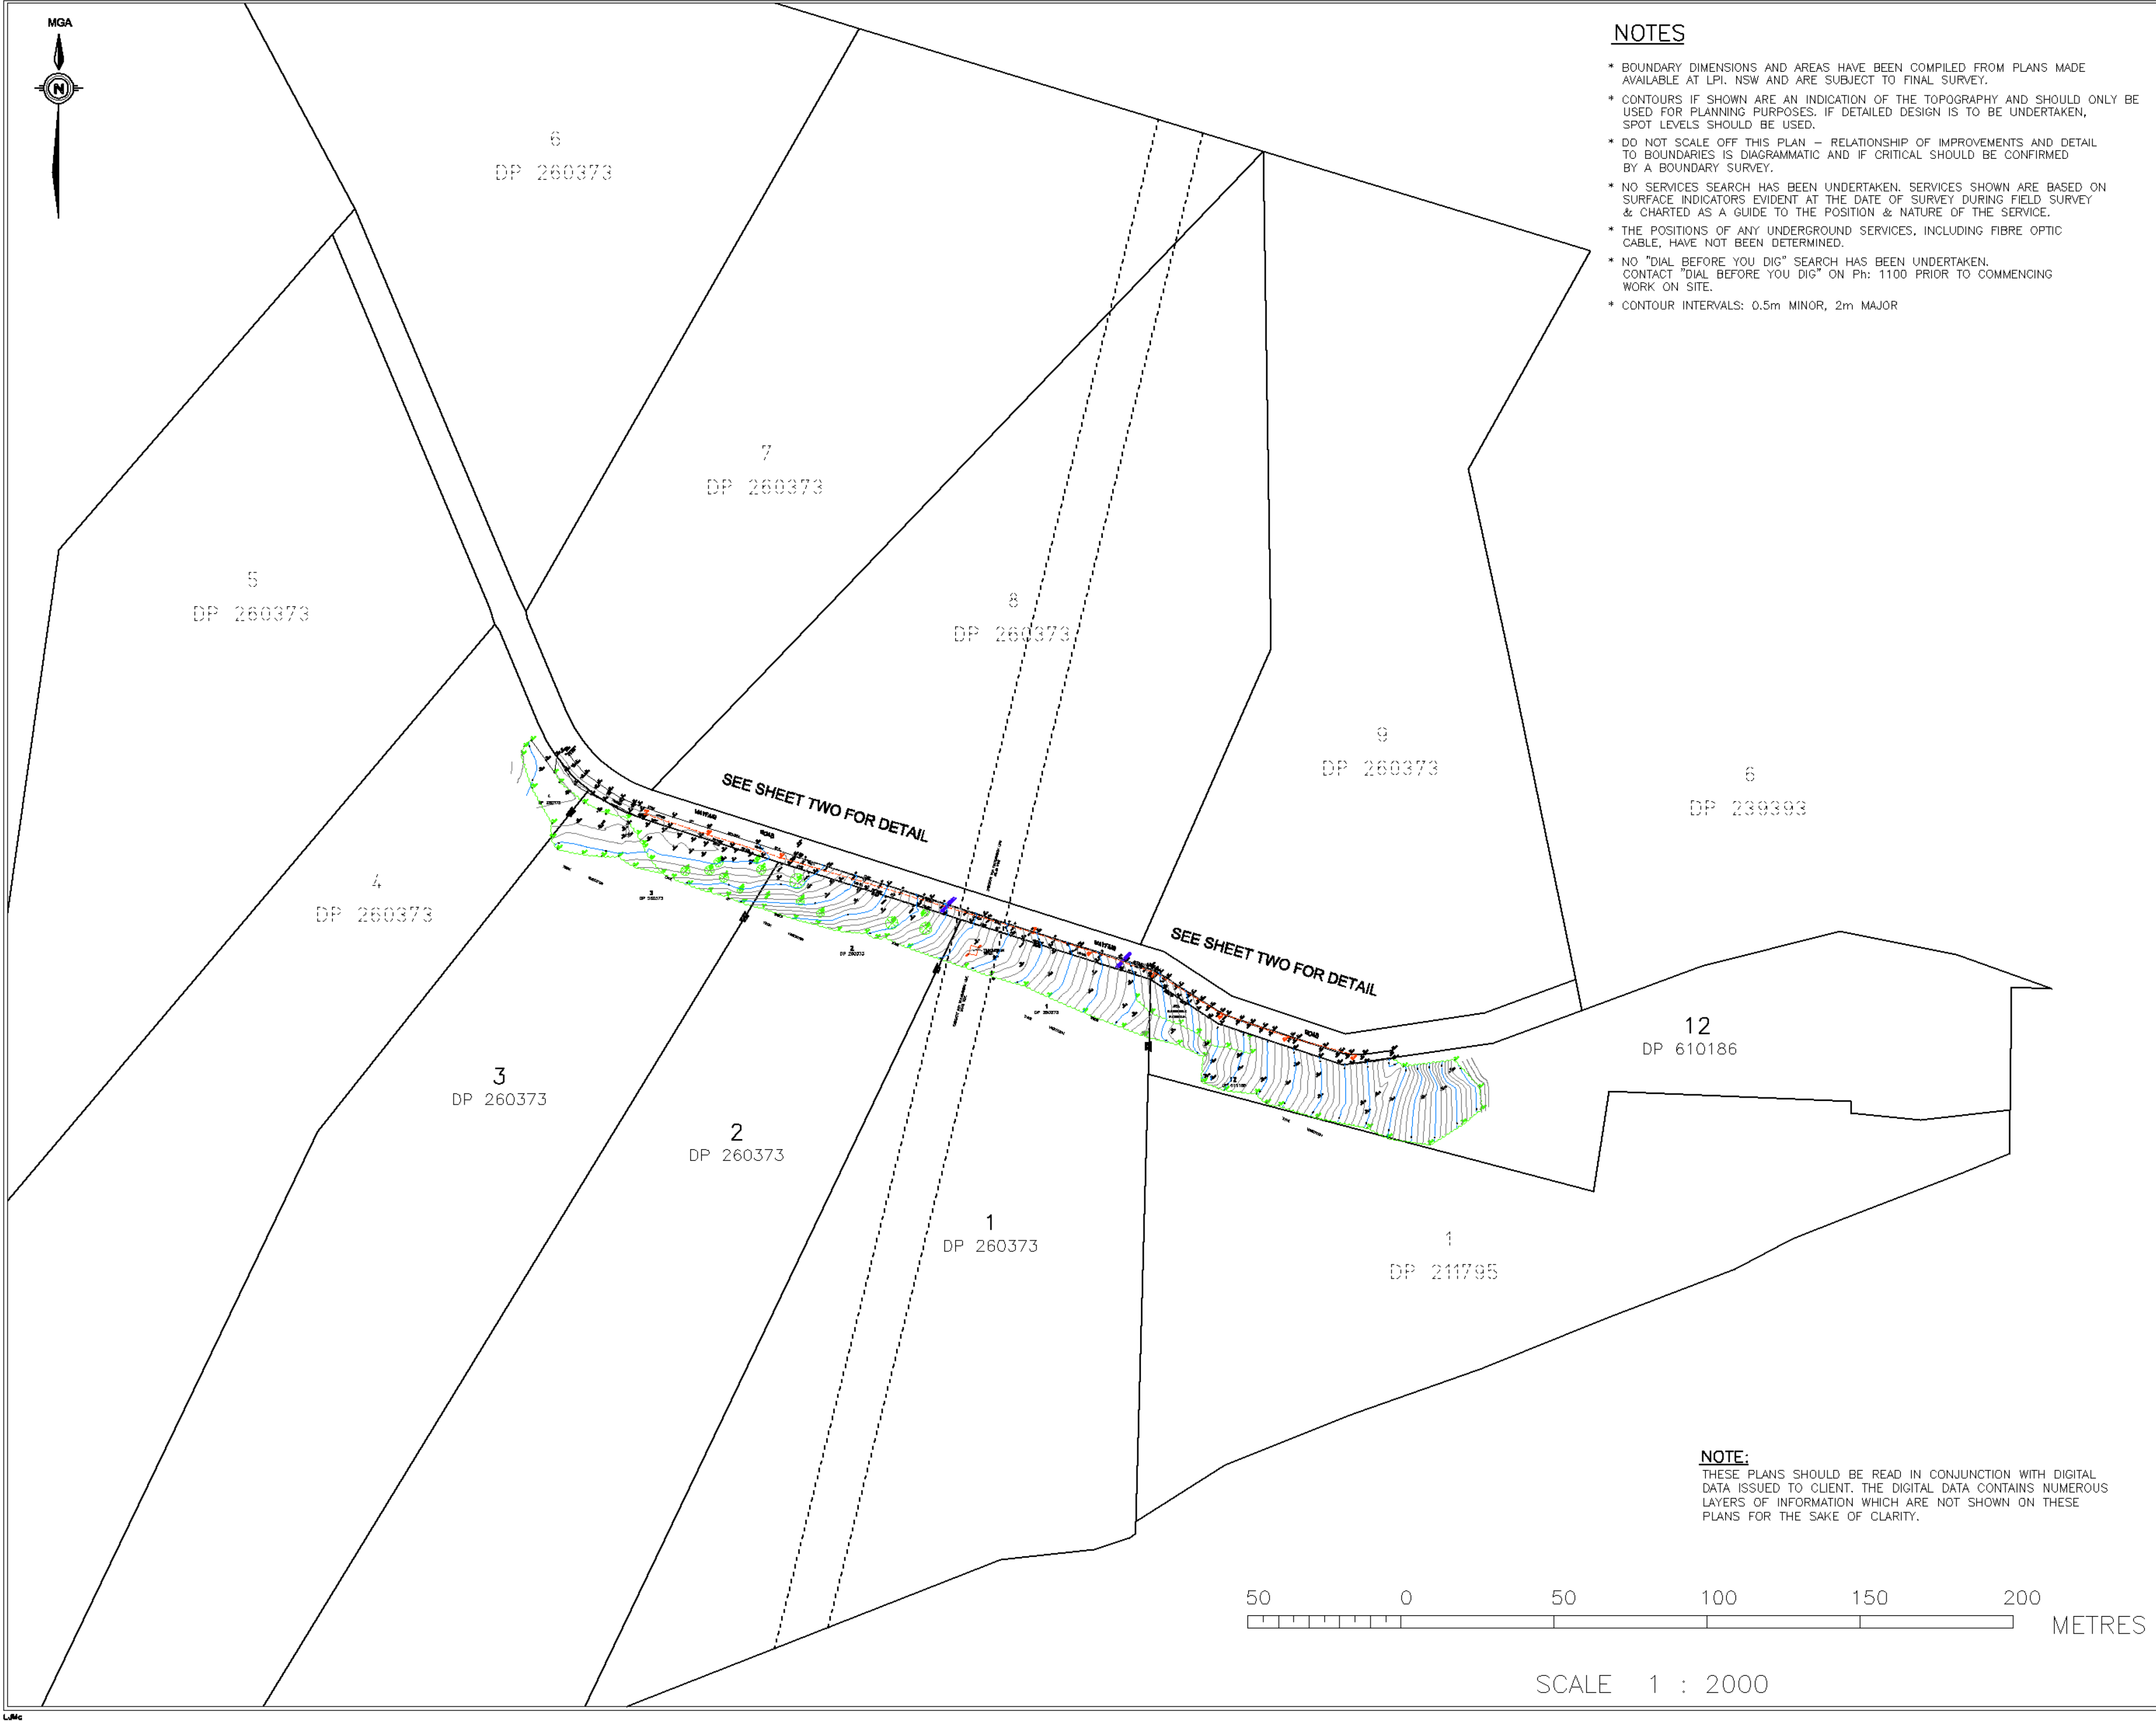 MGA
N
NOTES
* BOUNDARY DIMENSIONS AND AREAS HAVE BEEN COMPILED FROM PLANS MADE
AVAILABLE AT LPI. NSW AND ARE SUBJECT TO FINAL SURVEY.
* CONTOURS IF SHOWN ARE AN INDICATION OF THE TOPOGRAPHY AND SHOULD ONLY BE
USED FOR PLANNING PURPOSES. IF DETAILED DESIGN IS TO BE UNDERTAKEN,
SPOT LEVELS SHOULD BE USED.
* DO NOT SCALE OFF THIS PLAN – RELATIONSHIP OF IMPROVEMENTS AND DETAIL
TO BOUNDARIES IS DIAGRAMMATIC AND IF CRITICAL SHOULD BE CONFIRMED
BY A BOUNDARY SURVEY.
* NO SERVICES SEARCH HAS BEEN UNDERTAKEN. SERVICES SHOWN ARE BASED ON
SURFACE INDICATORS EVIDENT AT THE DATE OF SURVEY DURING FIELD SURVEY
& CHARTED AS A GUIDE TO THE POSITION & NATURE OF THE SERVICE.
* THE POSITIONS OF ANY UNDERGROUND SERVICES, INCLUDING FIBRE OPTIC
CABLE, HAVE NOT BEEN DETERMINED.
* NO "DIAL BEFORE YOU DIG" SEARCH HAS BEEN UNDERTAKEN.
CONTACT "DIAL BEFORE YOU DIG" ON Ph: 1100 PRIOR TO COMMENCING
WORK ON SITE.
* CONTOUR INTERVALS: 0.5m MINOR, 2m MAJOR
6
DP 260373
7
DP 260373
5
DP 260373
8
DP 260373
9
DP 260373
6
DP 239393
SEE SHEET TWO FOR DETAIL
SEE SHEET TWO FOR DETAIL
4
DP 260373
ROAD
ROAD
3
DP 260373
2
DP 260373
1
DP 260373
12
DP 610186
3
DP 260373
2
DP 260373
1
DP 260373
1
DP 211795
NOTE:
THESE PLANS SHOULD BE READ IN CONJUNCTION WITH DIGITAL
DATA ISSUED TO CLIENT. THE DIGITAL DATA CONTAINS NUMEROUS
LAYERS OF INFORMATION WHICH ARE NOT SHOWN ON THESE
PLANS FOR THE SAKE OF CLARITY.
50 0 50 100 150 200
METRES
SCALE 1 : 2000
LJMc